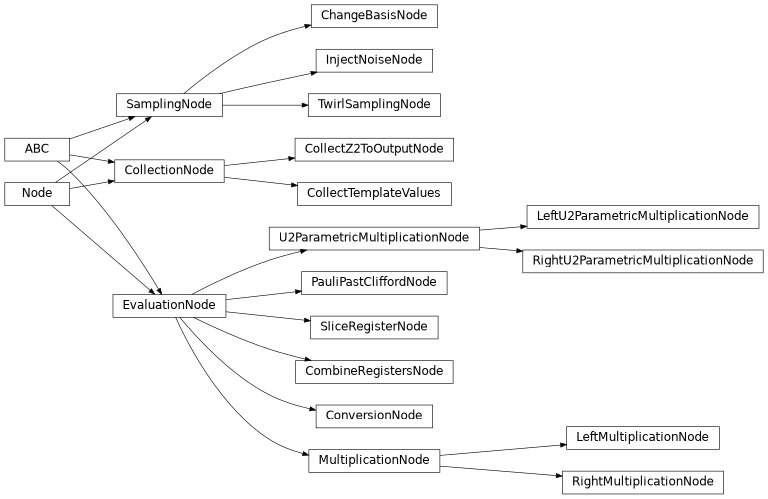 ChangeBasisNode
InjectNoiseNode
SamplingNode
TwirlSamplingNode
ABC
CollectZ2ToOutputNode
CollectionNode
Node
CollectTemplateValues
LeftU2ParametricMultiplicationNode
U2ParametricMultiplicationNode
RightU2ParametricMultiplicationNode
PauliPastCliffordNode
EvaluationNode
SliceRegisterNode
CombineRegistersNode
ConversionNode
LeftMultiplicationNode
MultiplicationNode
RightMultiplicationNode